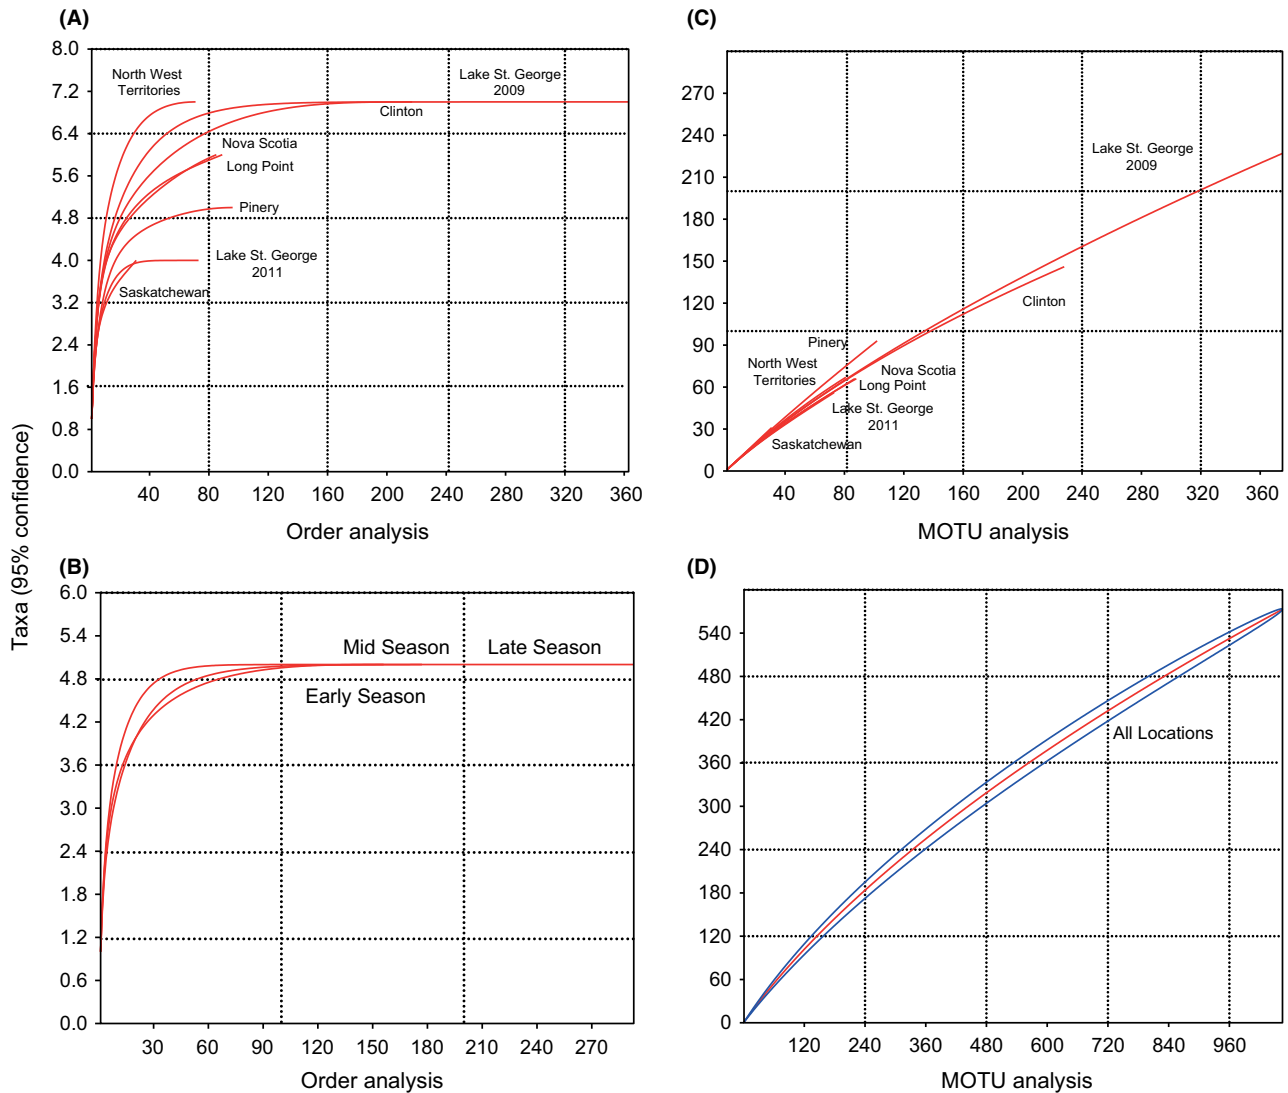 (A)
8.0
7.2
6.4
5.6
4.8
4.0
3.2
2.4
1.6
0.8
0.0
North West
Territories
Lake St. George
2009
Clinton
Nova Scotia
Long Point
Pinery
Lake St. George
2011
Saskatchewan
40
80
120
160
200
240
280
320
360
Order analysis
(C)
270
240
210
180
150
120
90
60
30
0
Lake St. George
2009
Clinton
Pinery
North West
Territories
Nova Scotia
Long Point
Lake St. George
2011
Saskatchewan
40
80
120
160
200
240
280
320
360
MOTU analysis
Taxa (95% confidence)
(B)
6.0
5.4
4.8
4.2
3.6
3.0
2.4
1.8
1.2
0.6
0.0
Mid Season
Late Season
Early Season
30
60
90
120
150
180
210
240
270
Order analysis
(D)
540
480
420
360
300
240
180
120
60
0
All Locations
120
240
360
480
600
720
840
960
MOTU analysis